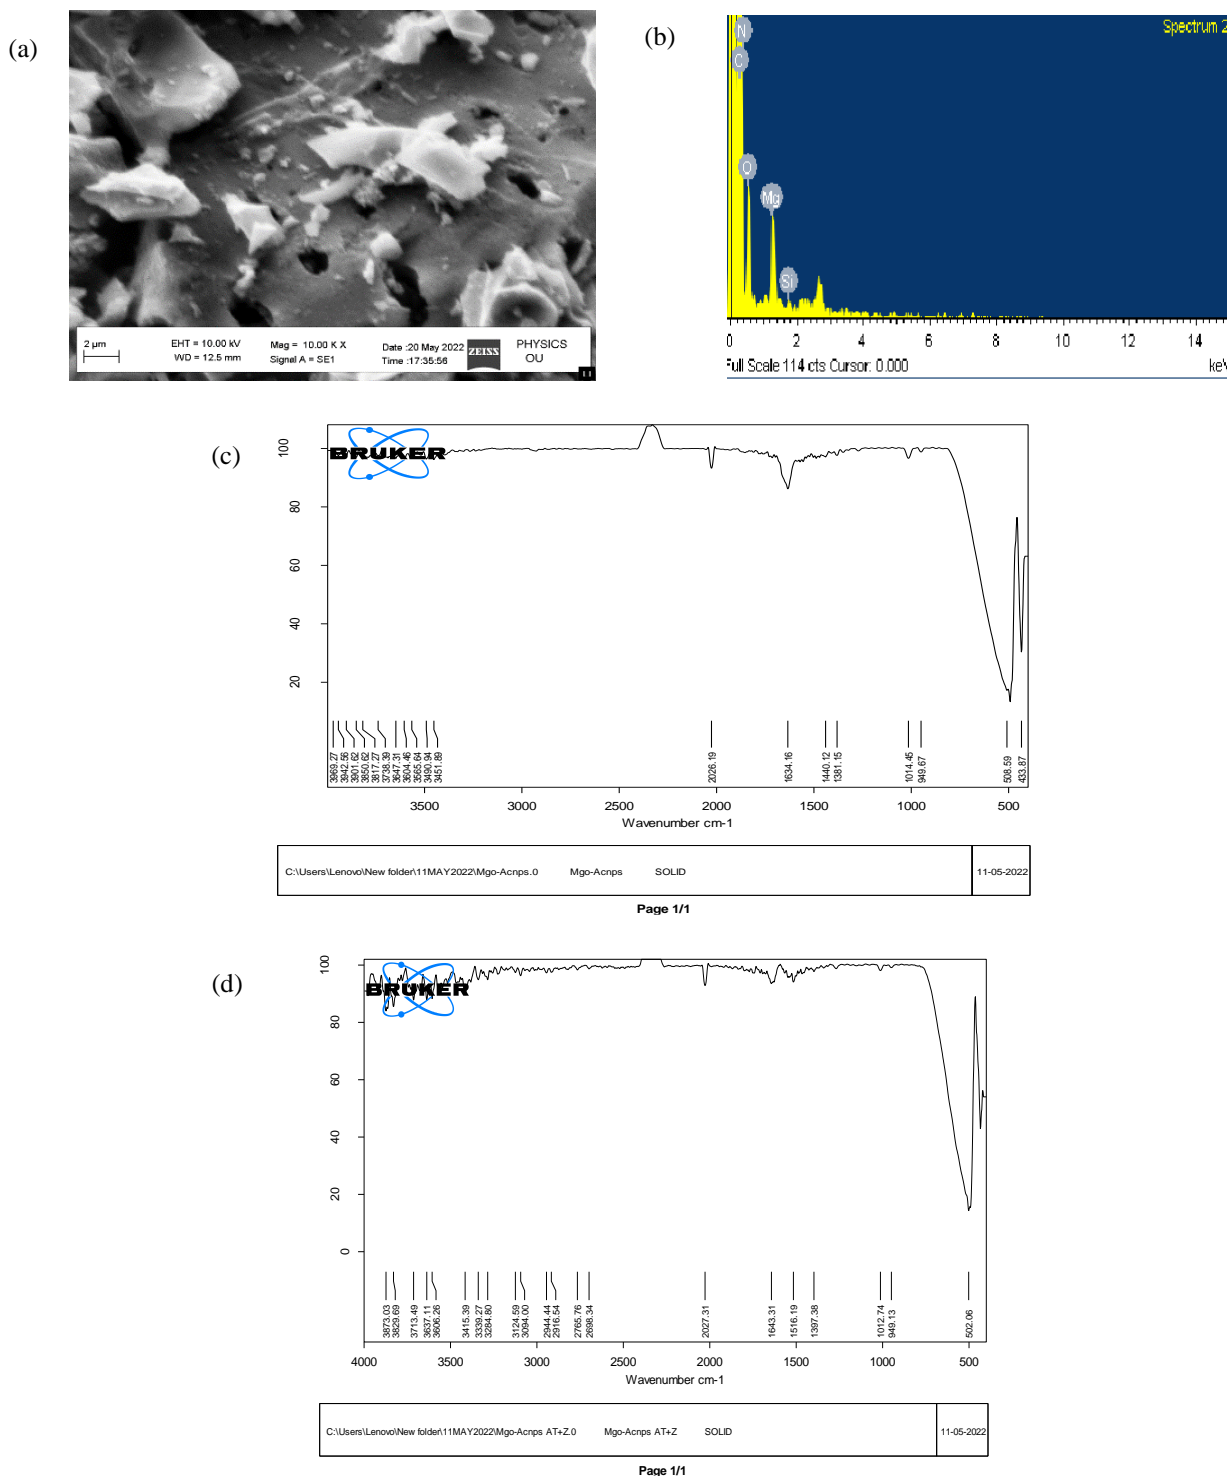 (a)
2 µm
EHT = 10.00 kV
WD = 12.5 mm
Mag = 10.00 K X
Signal A = SE1
Date :20 May 2022
Time :17:35:56
ZEISS
PHYSICS
OU
(b)
Spectrum 2
N
C
O
Mg
Si
0 2 4 6 8 10 12 14
Full Scale 114 cts Cursor: 0.000
keV
(c)
BRUKER
100
80
60
40
20
3969.27
3942.56
3901.62
3850.62
3817.27
3738.39
3647.31
3604.46
3565.64
3490.94
3451.89
2026.19
1634.16
1440.12
1381.15
1014.45
949.67
508.59
433.87
3500 3000 2500 2000 1500 1000 500
Wavenumber cm-1
C:\Users\Lenovo\New folder\11MAY2022\Mgo-Acnps.0 Mgo-Acnps SOLID 11-05-2022
Page 1/1
(d)
BRUKER
100
80
60
40
20
0
3873.03
3829.69
3713.49
3637.11
3606.26
3415.39
3339.27
3284.80
3124.59
3094.00
2944.44
2916.54
2765.76
2698.34
2027.31
1643.31
1516.19
1397.38
1012.74
949.13
502.06
4000 3500 3000 2500 2000 1500 1000 500
Wavenumber cm-1
C:\Users\Lenovo\New folder\11MAY2022\Mgo-Acnps AT+Z.0 Mgo-Acnps AT+Z SOLID 11-05-2022
Page 1/1